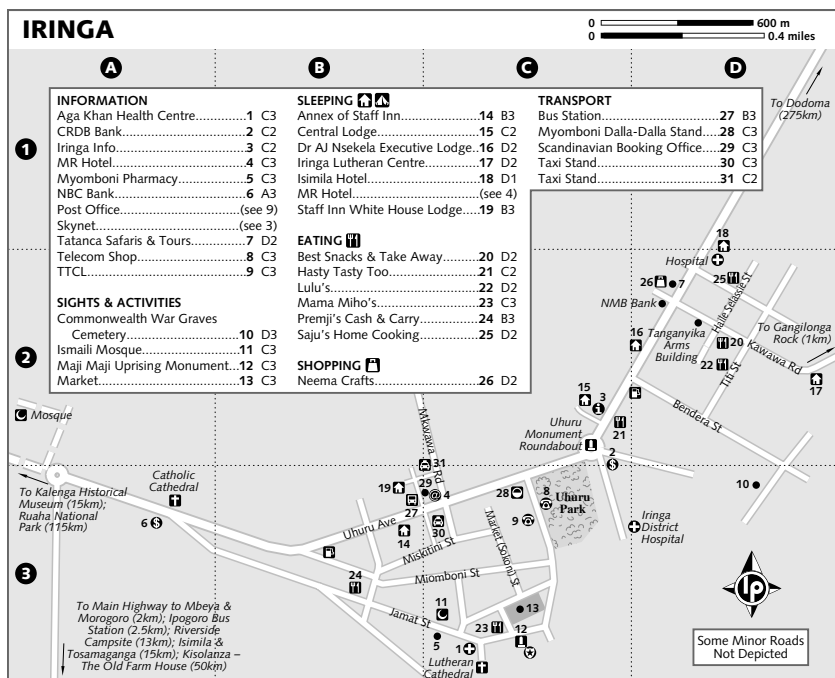 IRINGA
0 600 m
0 0.4 miles
A B C D
INFORMATION
Aga Khan Health Centre..........1 C3
CRDB Bank..........2 C2
Iringa Info..........3 C2
MR Hotel..........4 C3
Myomboni Pharmacy..........5 C3
NBC Bank..........6 A3
Post Office..........(see 9)
Skynet..........(see 3)
Tatanca Safaris & Tours..........7 D2
Telecom Shop..........8 C3
TTCL..........9 C3
SIGHTS & ACTIVITIES
Commonwealth War Graves
Cemetery..........10 D3
Ismaili Mosque..........11 C3
Maji Maji Uprising Monument...12 C3
Market..........13 C3
SLEEPING
Annex of Staff Inn..........14 B3
Central Lodge..........15 C2
Dr AJ Nsekela Executive Lodge..16 D2
Iringa Lutheran Centre..........17 D2
Isimila Hotel..........18 D1
MR Hotel..........(see 4)
Staff Inn White House Lodge....19 B3
EATING
Best Snacks & Take Away..........20 D2
Hasty Tasty Too..........21 C2
Lulu's..........22 D2
Mama Miho's..........23 C3
Premji's Cash & Carry..........24 B3
Saju's Home Cooking..........25 D2
SHOPPING
Neema Crafts..........26 D2
TRANSPORT
Bus Station..........27 B3
Myomboni Dalla-Dalla Stand....28 C3
Scandinavian Booking Office....29 C3
Taxi Stand..........30 C3
Taxi Stand..........31 C2
1
2
3
To Dodoma
(275km)
18
Hospital
26
7
25
Haile Selassie St
NMB Bank
Tanganyika
Arms
Building
16
20
22
To Gangilonga
Rock (1km)
Kawawa Rd
Titi St
17
Bendera St
15
3
Uhuru
Monument
Roundabout
21
2
10
Mosque
Mkwawa Rd
31
To Kalenga Historical
Museum (15km);
Ruaha National
Park (115km)
Catholic
Cathedral
6
19
29
@ 4
27
28
8
Uhuru
Park
9
Iringa
District
Hospital
Uhuru Ave
14
30
Miskitini St
Market (Sokoni) St
24
Miomboni St
11
13
Jamat St
23
12
5
1
Lutheran
Cathedral
To Main Highway to Mbeya &
Morogoro (2km); Ipogoro Bus
Station (2.5km); Riverside
Campsite (13km); Isimila &
Tosamaganga (15km); Kisolanza –
The Old Farm House (50km)
lp
Some Minor Roads
Not Depicted